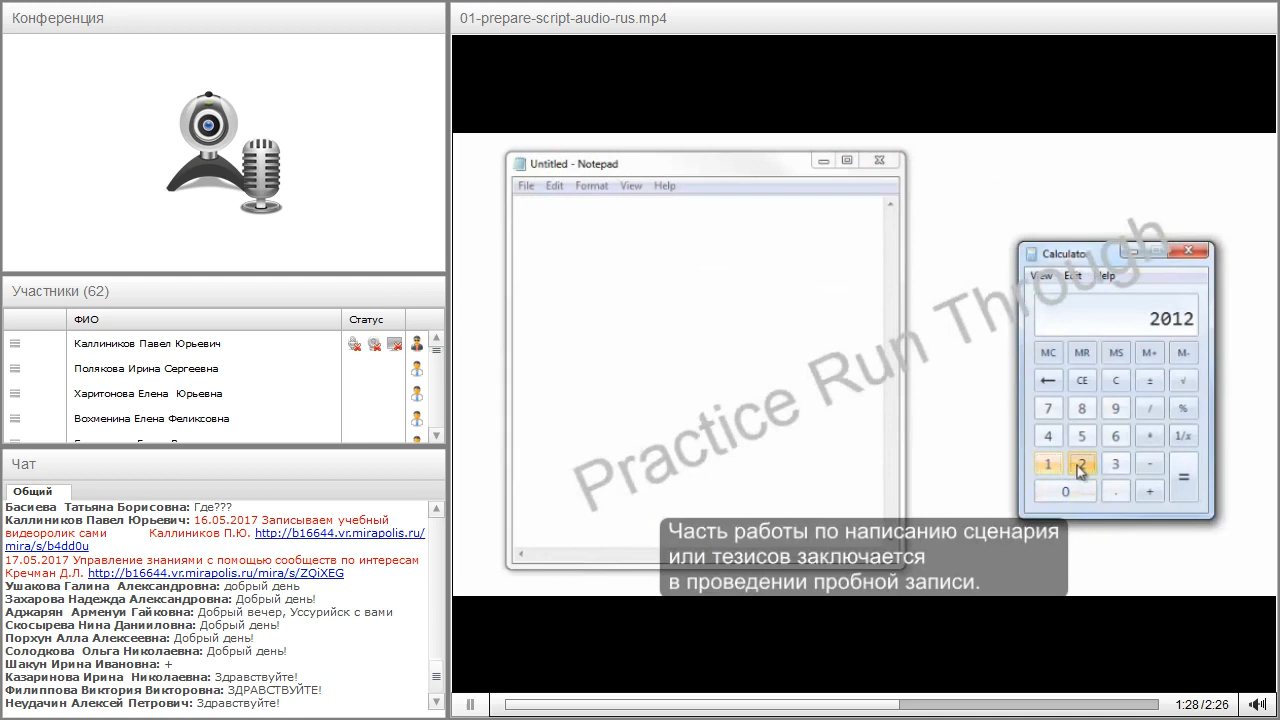 Конференция
Участники (62)
ФИО
Статус
Каллиников Павел Юрьевич
Полякова Ирина Сергеевна
Харитонова Елена Юрьевна
Вохменина Елена Феликсовна
Чат
Общий
Басиева Татьяна Борисовна: Где???
Каллиников Павел Юрьевич: 16.05.2017 Записываем учебный
видеоролик сами Каллиников П.Ю. http://b16644.vr.mirapolis.ru/
mira/s/b4dd0u
17.05.2017 Управление знаниями с помощью сообществ по интересам
Кречман Д.Л. http://b16644.vr.mirapolis.ru/mira/s/ZQiXEG
Ушакова Галина Александровна: добрый день
Захарова Надежда Александровна: Добрый день!
Аджарян Арменуи Гайковна: Добрый вечер, Уссурийск с вами
Скосырева Нина Данииловна: Добрый день!
Порхун Алла Алексеевна: Добрый день!
Солодкова Ольга Николаевна: Добрый день!
Шакун Ирина Ивановна: +
Казаринова Ирина Николаевна: Здравствуйте!
Филиппова Виктория Викторовна: ЗДРАВСТВУЙТЕ!
Неудачин Алексей Петрович: Здравствуйте!
01-prepare-script-audio-rus.mp4
Untitled - Notepad
File Edit Format View Help
Practice Run Through
Calculator
View Edit Help
2012
MC MR MS M+ M-
← CE C ± √
7 8 9 / %
4 5 6 * 1/x
1 2 3 - =
0 . +
Часть работы по написанию сценария
или тезисов заключается
в проведении пробной записи.
1:28 / 2:26